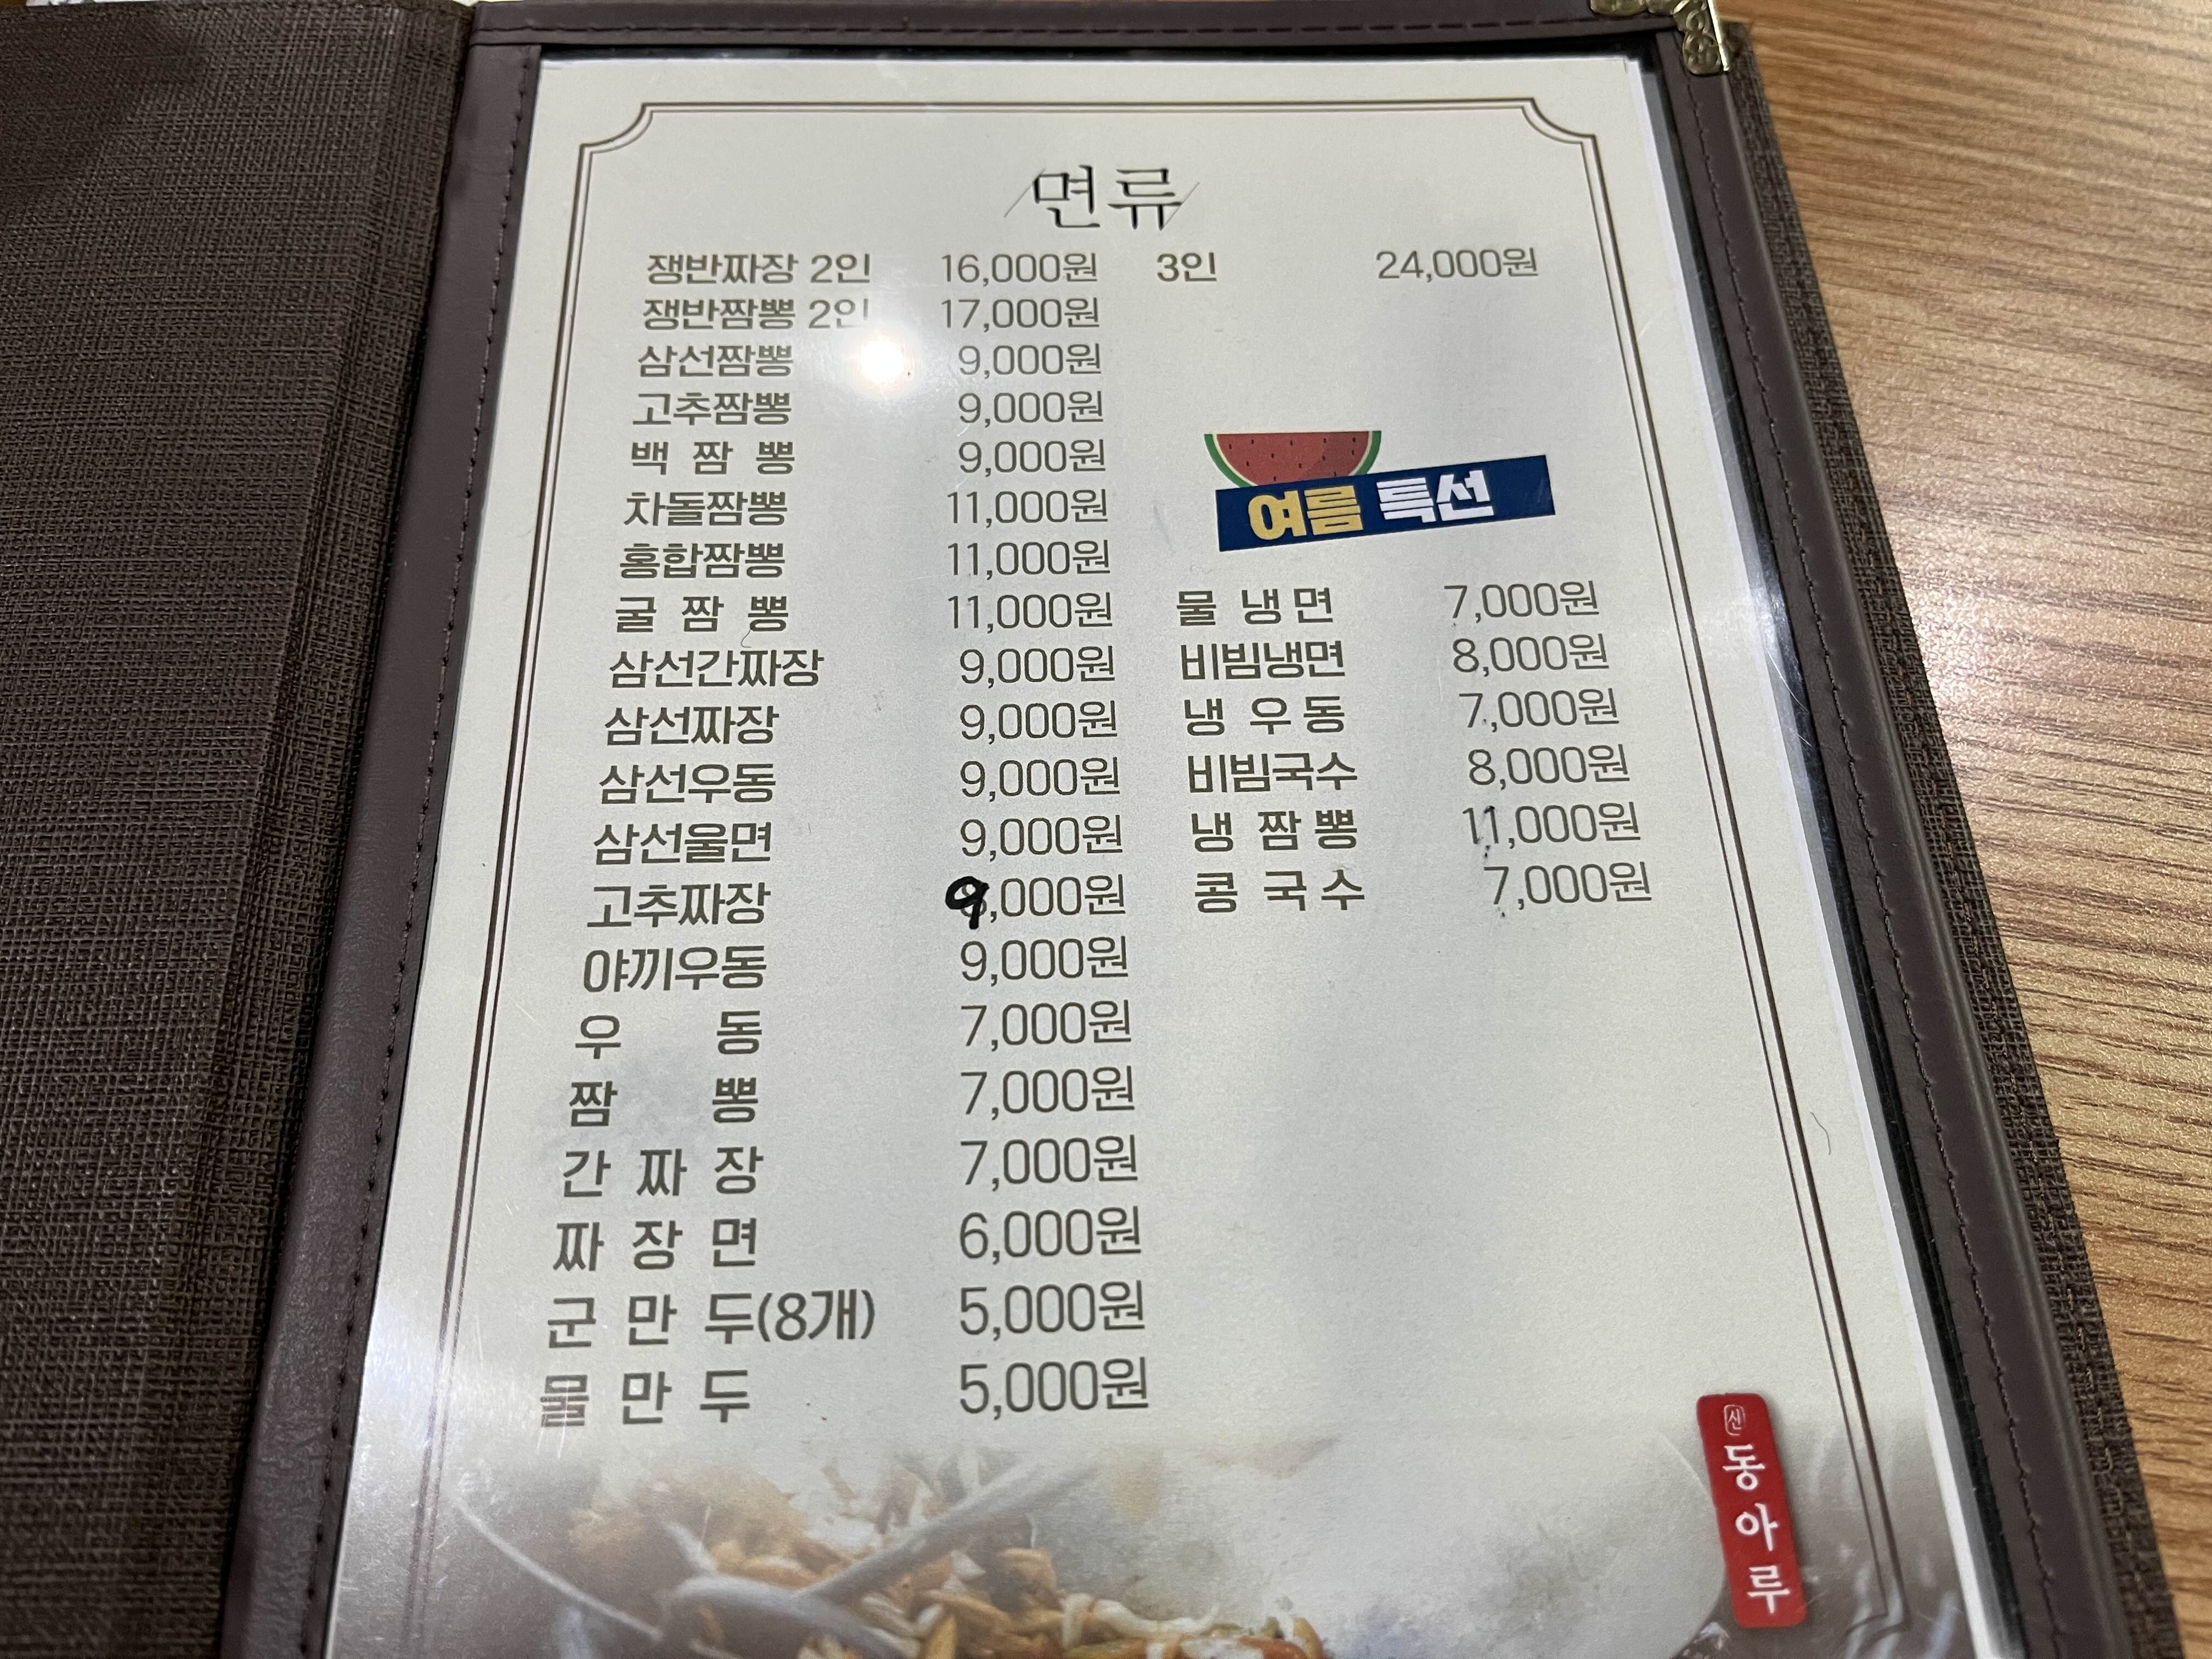 면류
쟁반짜장 2인 16,000원 3인 24,000원
쟁반짬뽕 2인 17,000원
삼선짬뽕 9,000원
고추짬뽕 9,000원
백 짬 뽕 9,000원
차돌짬뽕 11,000원
홍합짬뽕 11,000원
굴 짬 뽕 11,000원
삼선간짜장 9,000원
삼선짜장 9,000원
삼선우동 9,000원
삼선울면 9,000원
고추짜장 9,000원
야끼우동 9,000원
우 동 7,000원
짬 뽕 7,000원
간 짜 장 7,000원
짜 장 면 6,000원
군 만 두(8개) 5,000원
물 만 두 5,000원
여름 특선
물 냉 면 7,000원
비빔냉면 8,000원
냉 우 동 7,000원
비빔국수 8,000원
냉 짬 뽕 11,000원
콩 국 수 7,000원
신
동아루